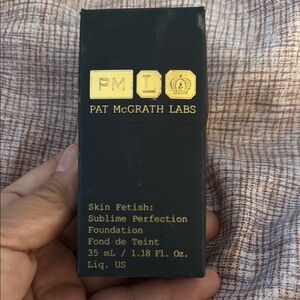 PM L
PAT McGRATH LABS
Skin Fetish:
Sublime Perfection
Foundation
Fond de Teint
35 mL / 1.18 Fl. Oz.
Liq. US